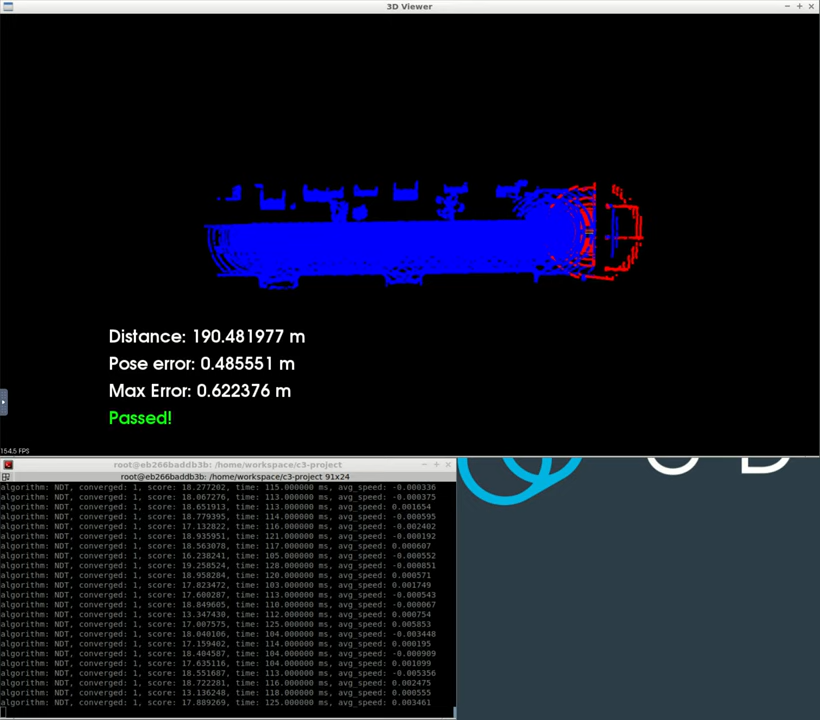 3D Viewer
Distance: 190.481977 m
Pose error: 0.485551 m
Max Error: 0.622376 m
Passed!
154.5 FPS
root@eb266baddb3b: /home/workspace/c3-project
root@eb266baddb3b: /home/workspace/c3-project 91x24
algorithm: NDT, converged: 1, score: 18.277202, time: 115.000000 ms, avg_speed: -0.000336
algorithm: NDT, converged: 1, score: 18.067276, time: 113.000000 ms, avg_speed: -0.000375
algorithm: NDT, converged: 1, score: 18.651913, time: 113.000000 ms, avg_speed: 0.001654
algorithm: NDT, converged: 1, score: 18.779395, time: 114.000000 ms, avg_speed: -0.000595
algorithm: NDT, converged: 1, score: 17.132822, time: 116.000000 ms, avg_speed: -0.002402
algorithm: NDT, converged: 1, score: 18.935951, time: 121.000000 ms, avg_speed: -0.000192
algorithm: NDT, converged: 1, score: 18.563078, time: 117.000000 ms, avg_speed: 0.000607
algorithm: NDT, converged: 1, score: 16.238241, time: 105.000000 ms, avg_speed: -0.000552
algorithm: NDT, converged: 1, score: 19.258524, time: 128.000000 ms, avg_speed: -0.000851
algorithm: NDT, converged: 1, score: 18.958284, time: 120.000000 ms, avg_speed: 0.000571
algorithm: NDT, converged: 1, score: 17.823472, time: 103.000000 ms, avg_speed: 0.001749
algorithm: NDT, converged: 1, score: 17.600287, time: 113.000000 ms, avg_speed: -0.000543
algorithm: NDT, converged: 1, score: 18.849605, time: 110.000000 ms, avg_speed: -0.000067
algorithm: NDT, converged: 1, score: 13.347430, time: 112.000000 ms, avg_speed: 0.000754
algorithm: NDT, converged: 1, score: 17.007575, time: 125.000000 ms, avg_speed: 0.005853
algorithm: NDT, converged: 1, score: 18.040106, time: 104.000000 ms, avg_speed: -0.003448
algorithm: NDT, converged: 1, score: 17.159402, time: 114.000000 ms, avg_speed: 0.000195
algorithm: NDT, converged: 1, score: 18.404587, time: 104.000000 ms, avg_speed: -0.000909
algorithm: NDT, converged: 1, score: 17.635116, time: 104.000000 ms, avg_speed: 0.001099
algorithm: NDT, converged: 1, score: 18.551687, time: 113.000000 ms, avg_speed: -0.005356
algorithm: NDT, converged: 1, score: 18.722281, time: 116.000000 ms, avg_speed: 0.002475
algorithm: NDT, converged: 1, score: 13.136248, time: 118.000000 ms, avg_speed: 0.000555
algorithm: NDT, converged: 1, score: 17.889269, time: 125.000000 ms, avg_speed: 0.003461